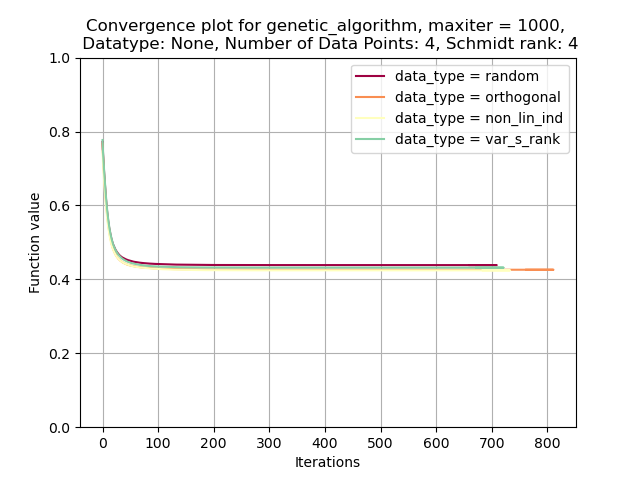 Convergence plot for genetic_algorithm, maxiter = 1000,
Datatype: None, Number of Data Points: 4, Schmidt rank: 4
1.0
0.8
0.6
0.4
0.2
0.0
Function value
data_type = random
data_type = orthogonal
data_type = non_lin_ind
data_type = var_s_rank
0 100 200 300 400 500 600 700 800
Iterations